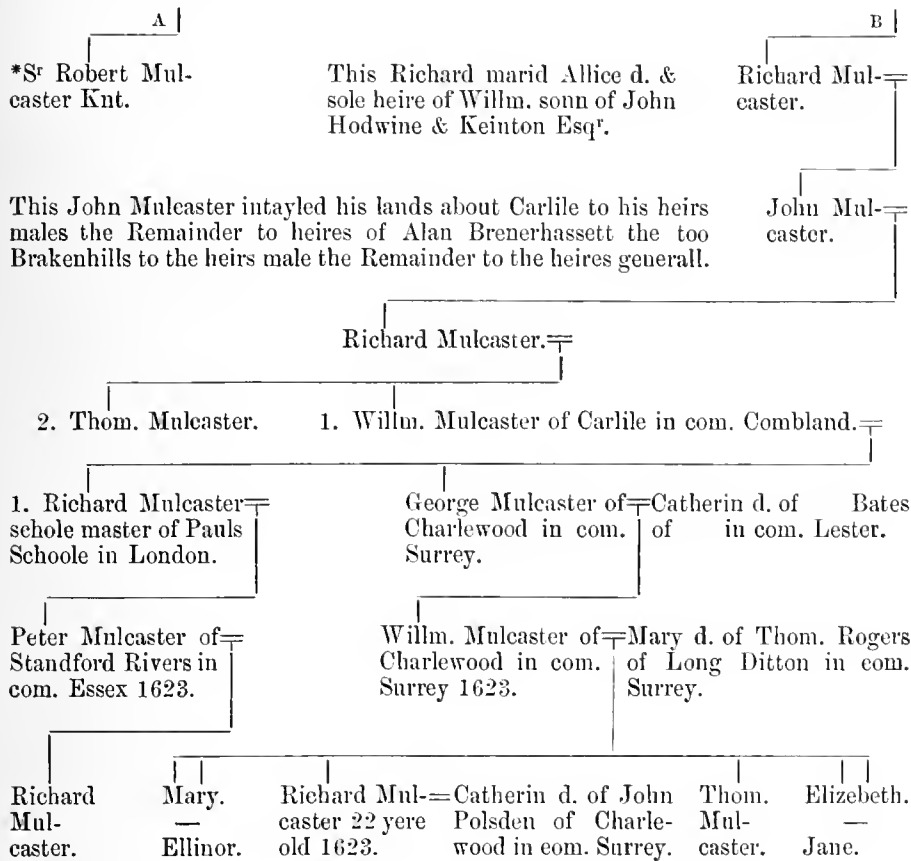 A
B
*Sʳ Robert Mul-
caster Knt.
This Richard marid Allice d. &
sole heire of Willm. sonn of John
Hodwine & Keinton Esqʳ.
Richard Mul-
caster.
This John Mulcaster intayled his lands about Carlile to his heirs
males the Remainder to heires of Alan Brenerhassett the too
Brakenhills to the heirs male the Remainder to the heires generall.
John Mul-
caster.
Richard Mulcaster.
2. Thom. Mulcaster.
1. Willm. Mulcaster of Carlile in com. Combland.
1. Richard Mulcaster
schole master of Pauls
Schoole in London.
George Mulcaster of
Charlewood in com.
Surrey.
Catherin d. of Bates
of in com. Lester.
Peter Mulcaster of
Standford Rivers in
com. Essex 1623.
Willm. Mulcaster of
Charlewood in com.
Surrey 1623.
Mary d. of Thom. Rogers
of Long Ditton in com.
Surrey.
Richard
Mul-
caster.
Mary.
—
Ellinor.
Richard Mul-
caster 22 yere
old 1623.
Catherin d. of John
Polsden of Charle-
wood in com. Surrey.
Thom.
Mul-
caster.
Elizebeth.
—
Jane.